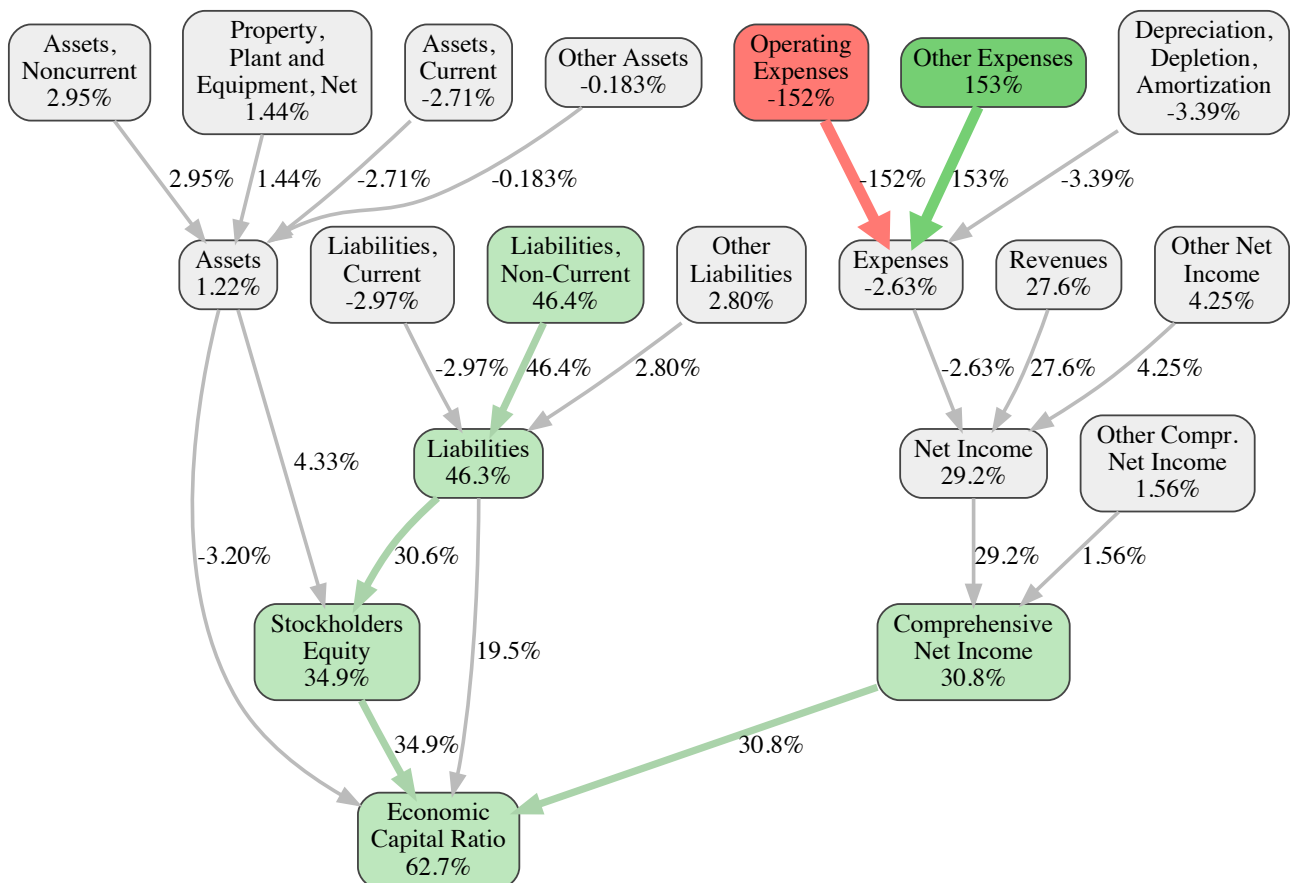 Assets,
Noncurrent
2.95%
Property,
Plant and
Equipment, Net
1.44%
Assets,
Current
-2.71%
Other Assets
-0.183%
Operating
Expenses
-152%
Other Expenses
153%
Depreciation,
Depletion,
Amortization
-3.39%
2.95%
1.44%
-2.71%
-0.183%
-152%
153%
-3.39%
Assets
1.22%
Liabilities,
Current
-2.97%
Liabilities,
Non-Current
46.4%
Other
Liabilities
2.80%
Expenses
-2.63%
Revenues
27.6%
Other Net
Income
4.25%
-2.97%
46.4%
2.80%
-2.63%
27.6%
4.25%
Liabilities
46.3%
Net Income
29.2%
Other Compr.
Net Income
1.56%
4.33%
-3.20%
30.6%
29.2%
1.56%
Stockholders
Equity
34.9%
19.5%
Comprehensive
Net Income
30.8%
34.9%
30.8%
Economic
Capital Ratio
62.7%